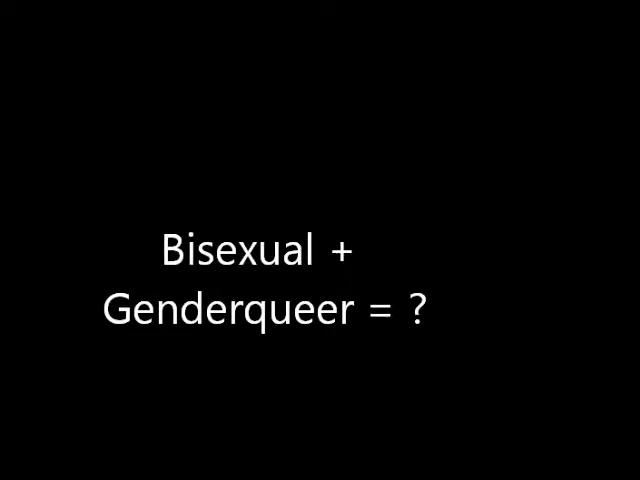 Bisexual +
Genderqueer = ?